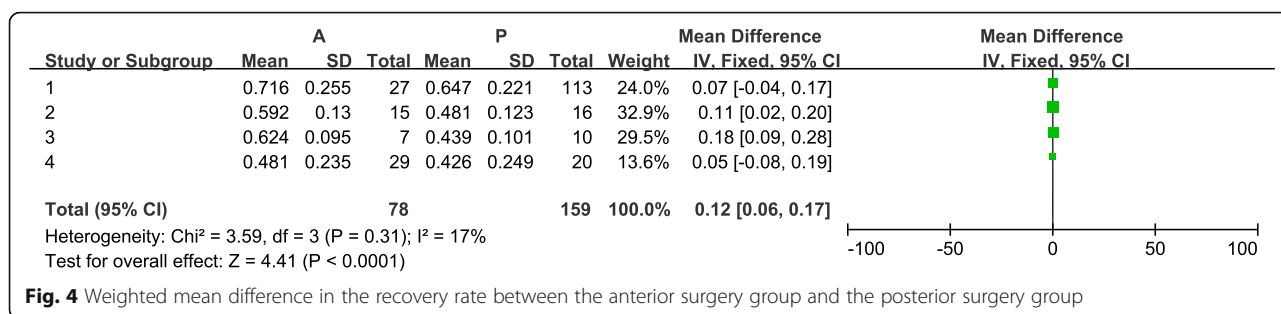 A P Mean Difference Mean Difference
Study or Subgroup Mean SD Total Mean SD Total Weight IV, Fixed, 95% CI IV, Fixed, 95% CI
1 0.716 0.255 27 0.647 0.221 113 24.0% 0.07 [-0.04, 0.17]
2 0.592 0.13 15 0.481 0.123 16 32.9% 0.11 [0.02, 0.20]
3 0.624 0.095 7 0.439 0.101 10 29.5% 0.18 [0.09, 0.28]
4 0.481 0.235 29 0.426 0.249 20 13.6% 0.05 [-0.08, 0.19]
Total (95% CI) 78 159 100.0% 0.12 [0.06, 0.17]
Heterogeneity: Chi² = 3.59, df = 3 (P = 0.31); I² = 17%
Test for overall effect: Z = 4.41 (P < 0.0001)
-100 -50 0 50 100
Fig. 4 Weighted mean difference in the recovery rate between the anterior surgery group and the posterior surgery group